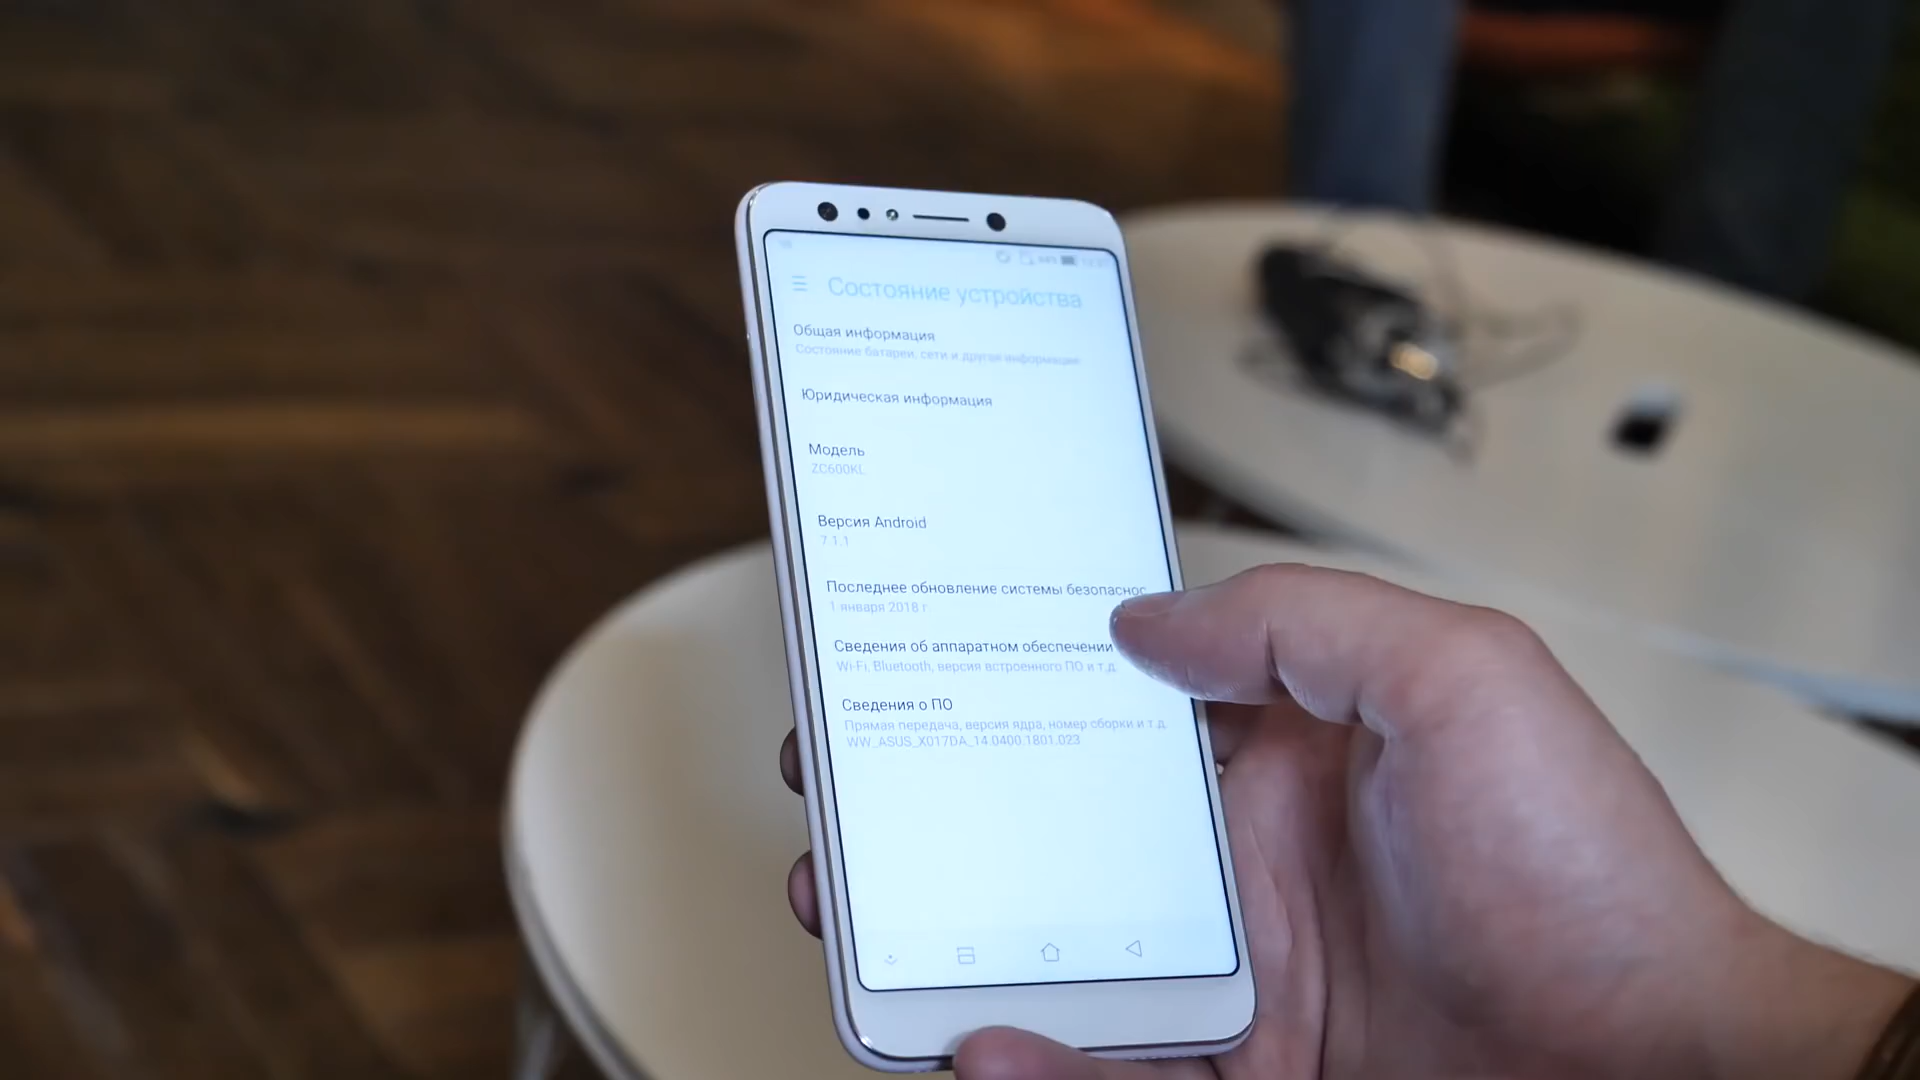 Состояние устройства
Общая информация
Состояние батареи, сети и другая информация
Юридическая информация
Модель
ZC600KL
Версия Android
7.1.1
Последнее обновление системы безопаснос
1 января 2018 г.
Сведения об аппаратном обеспечении
Wi-Fi, Bluetooth, версия встроенного ПО и т.д.
Сведения о ПО
Прямая передача, версия ядра, номер сборки и т.д.
WW_ASUS_X017DA_14.0400.1801.023